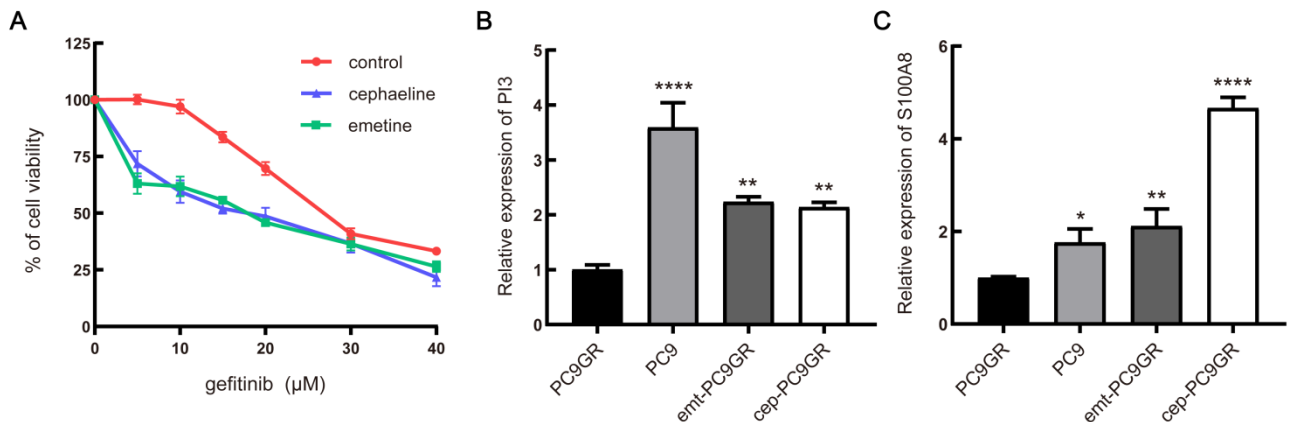 A
125
100
75
50
25
0
% of cell viability
0
10
20
30
40
gefitinib (µM)
control
cephaeline
emetine
B
5
4
3
2
1
0
Relative expression of PI3
****
**
**
PC9GR
PC9
emt-PC9GR
cep-PC9GR
C
6
4
2
0
Relative expression of S100A8
*
**
****
PC9GR
PC9
emt-PC9GR
cep-PC9GR